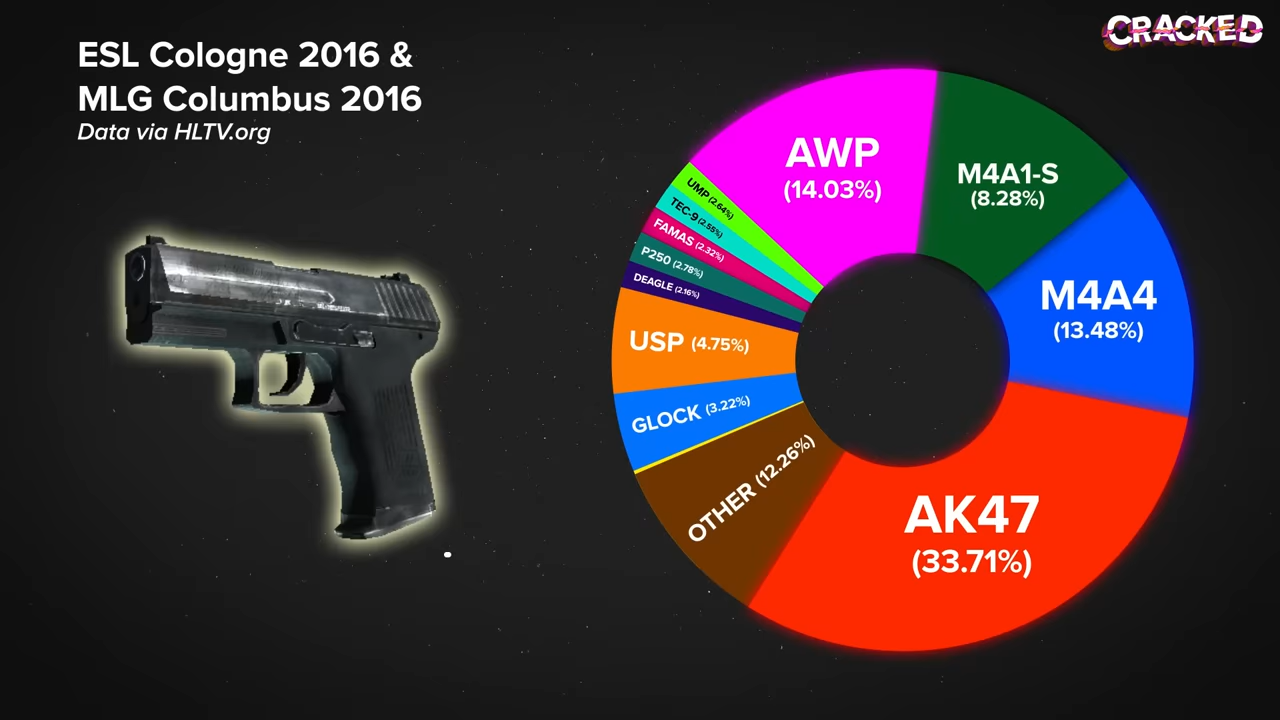 CRACKED
ESL Cologne 2016 &
MLG Columbus 2016
Data via HLTV.org
AWP
(14.03%)
M4A1-S
(8.28%)
M4A4
(13.48%)
AK47
(33.71%)
OTHER (12.26%)
GLOCK (3.22%)
USP (4.75%)
DEAGLE (2.16%)
P250 (2.78%)
FAMAS (2.32%)
TEC-9 (2.55%)
UMP (2.64%)